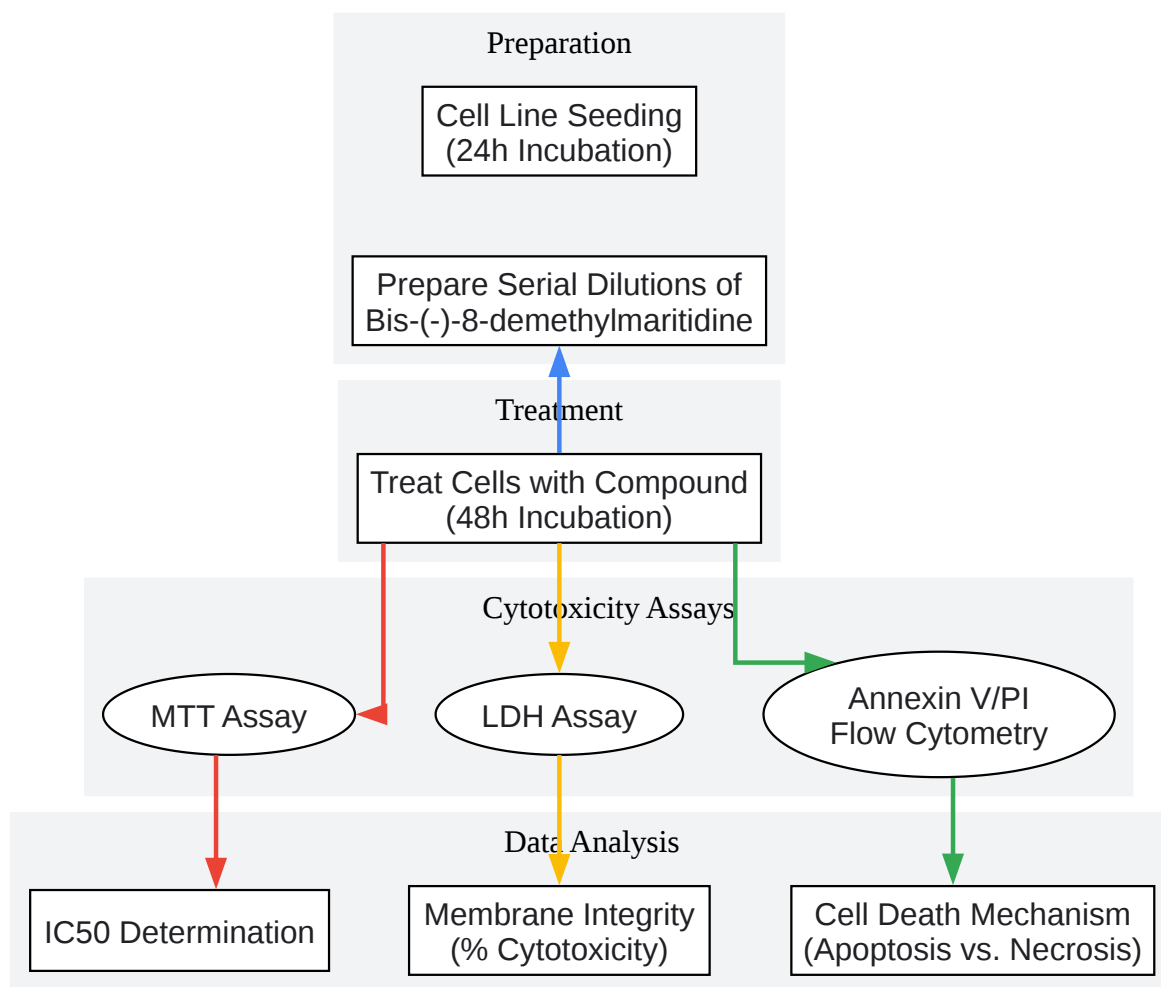 Preparation
Cell Line Seeding
(24h Incubation)
Prepare Serial Dilutions of
Bis-(-)-8-demethylmaritidine
Treatment
Treat Cells with Compound
(48h Incubation)
Cytotoxicity Assays
MTT Assay
LDH Assay
Annexin V/PI
Flow Cytometry
Data Analysis
IC50 Determination
Membrane Integrity
(% Cytotoxicity)
Cell Death Mechanism
(Apoptosis vs. Necrosis)